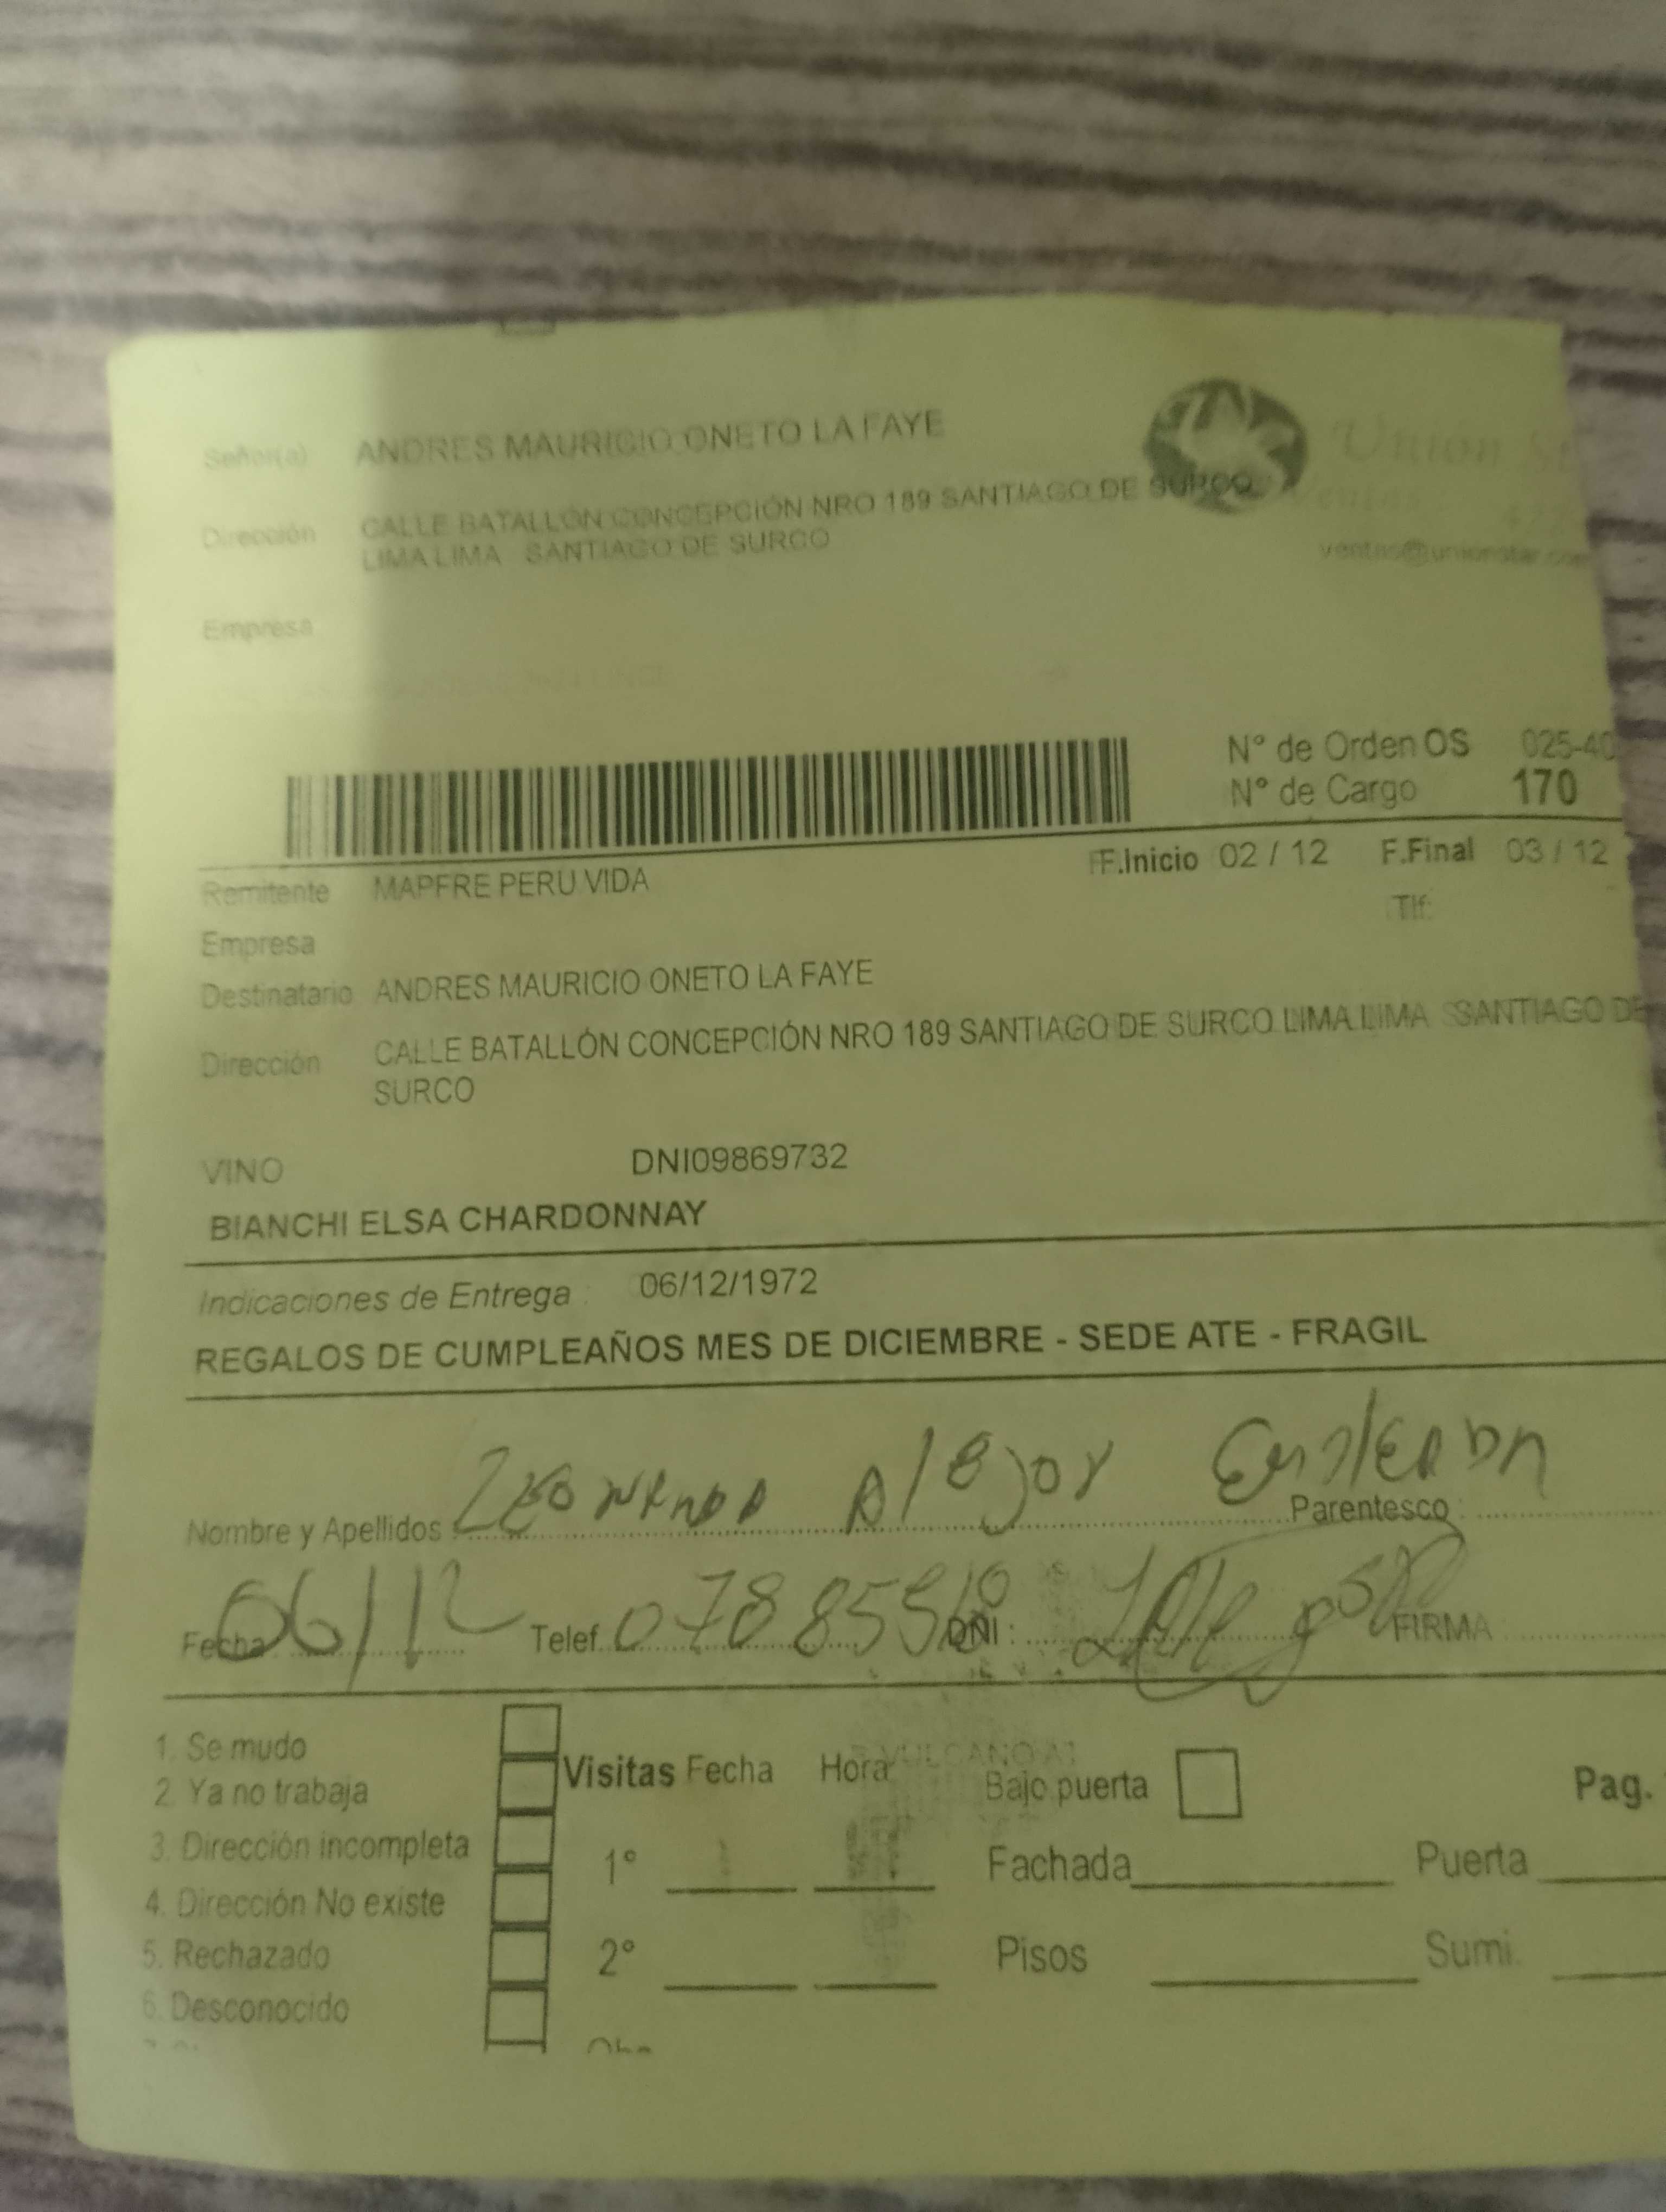 Señor(a) ANDRES MAURICIO ONETO LA FAYE
Unión
Dirección CALLE BATALLÓN CONCEPCIÓN NRO 189 SANTIAGO DE SURCO
LIMA LIMA SANTIAGO DE SURCO
ventas@unionstar.com
Empresa
N° de Orden OS 025-40
N° de Cargo 170
F.Inicio 02 / 12 F.Final 03 / 12
Remitente MAPFRE PERU VIDA
Tlf:
Empresa
Destinatario ANDRES MAURICIO ONETO LA FAYE
Dirección CALLE BATALLÓN CONCEPCIÓN NRO 189 SANTIAGO DE SURCO LIMA LIMA SANTIAGO DE
SURCO
VINO DNI09869732
BIANCHI ELSA CHARDONNAY
Indicaciones de Entrega : 06/12/1972
REGALOS DE CUMPLEAÑOS MES DE DICIEMBRE - SEDE ATE - FRAGIL
Nombre y Apellidos : Parentesco :
Fecha 06/12 Telef. DNI : FIRMA
1. Se mudo
2. Ya no trabaja
3. Dirección incompleta
4. Dirección No existe
5. Rechazado
6. Desconocido
Visitas Fecha Hora Bajo puerta Pag.
1° Fachada Puerta
2° Pisos Sumi.